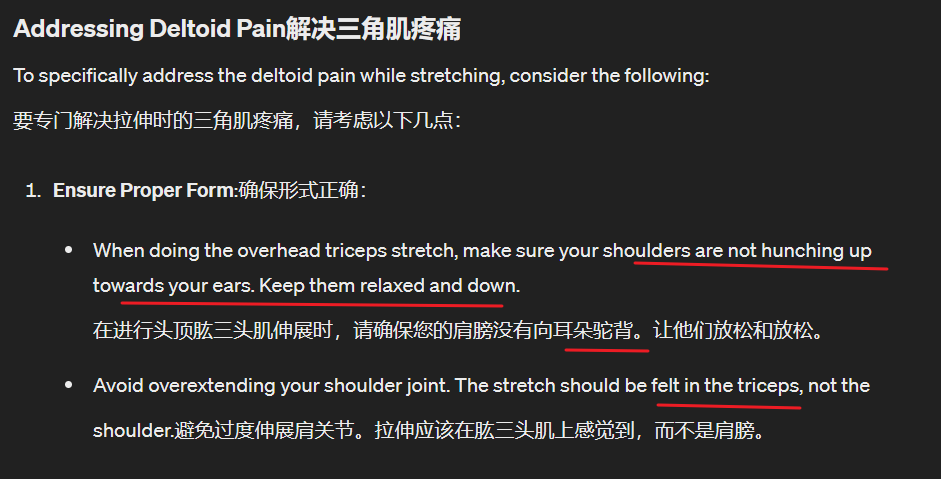 Addressing Deltoid Pain解决三角肌疼痛
To specifically address the deltoid pain while stretching, consider the following:
要专门解决拉伸时的三角肌疼痛，请考虑以下几点：
1. Ensure Proper Form:确保形式正确：
• When doing the overhead triceps stretch, make sure your shoulders are not hunching up
towards your ears. Keep them relaxed and down.
在进行头顶肱三头肌伸展时，请确保您的肩膀没有向耳朵驼背。让他们放松和放松。
• Avoid overextending your shoulder joint. The stretch should be felt in the triceps, not the
shoulder.避免过度伸展肩关节。拉伸应该在肱三头肌上感觉到，而不是肩膀。